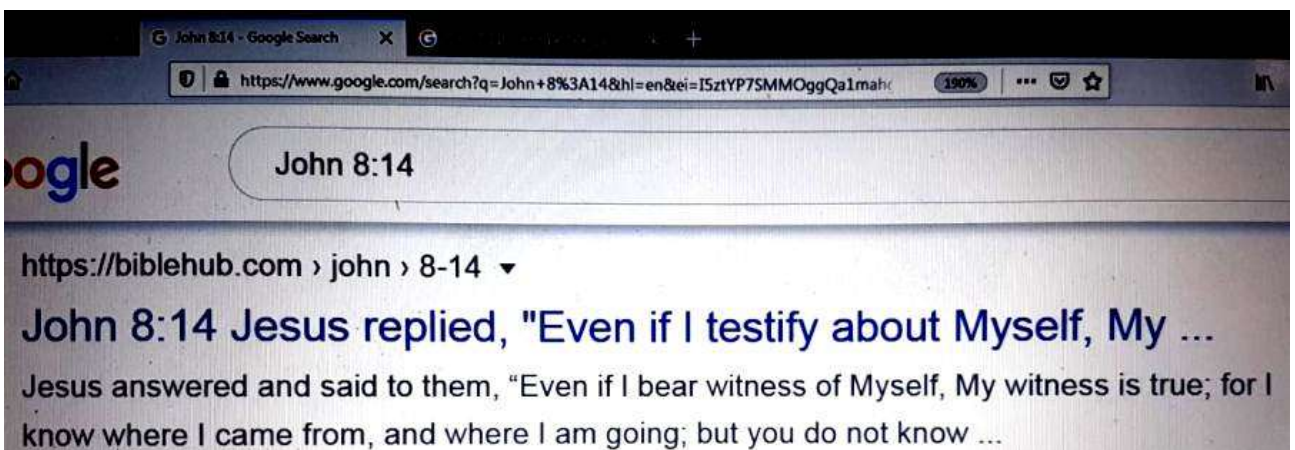 John 8:14 - Google Search
https://www.google.com/search?q=John+8%3A14&hl=en&ei=
190%
ogle
John 8:14
https://biblehub.com › john › 8-14
John 8:14 Jesus replied, "Even if I testify about Myself, My ...
Jesus answered and said to them, “Even if I bear witness of Myself, My witness is true; for I
know where I came from, and where I am going; but you do not know ...